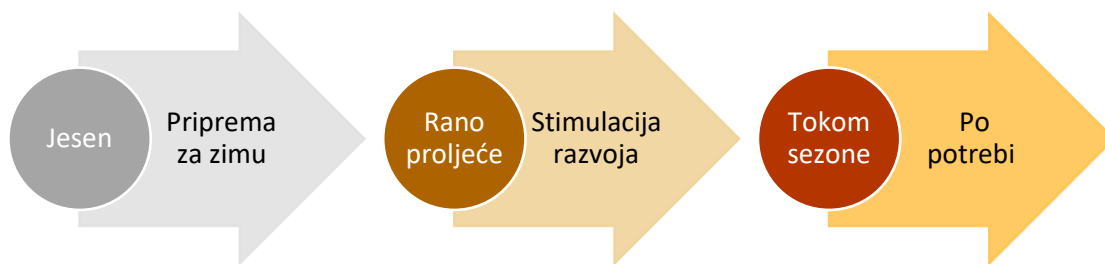 Jesen
Priprema
za zimu
Rano
proljeće
Stimulacija
razvoja
Tokom
sezone
Po
potrebi